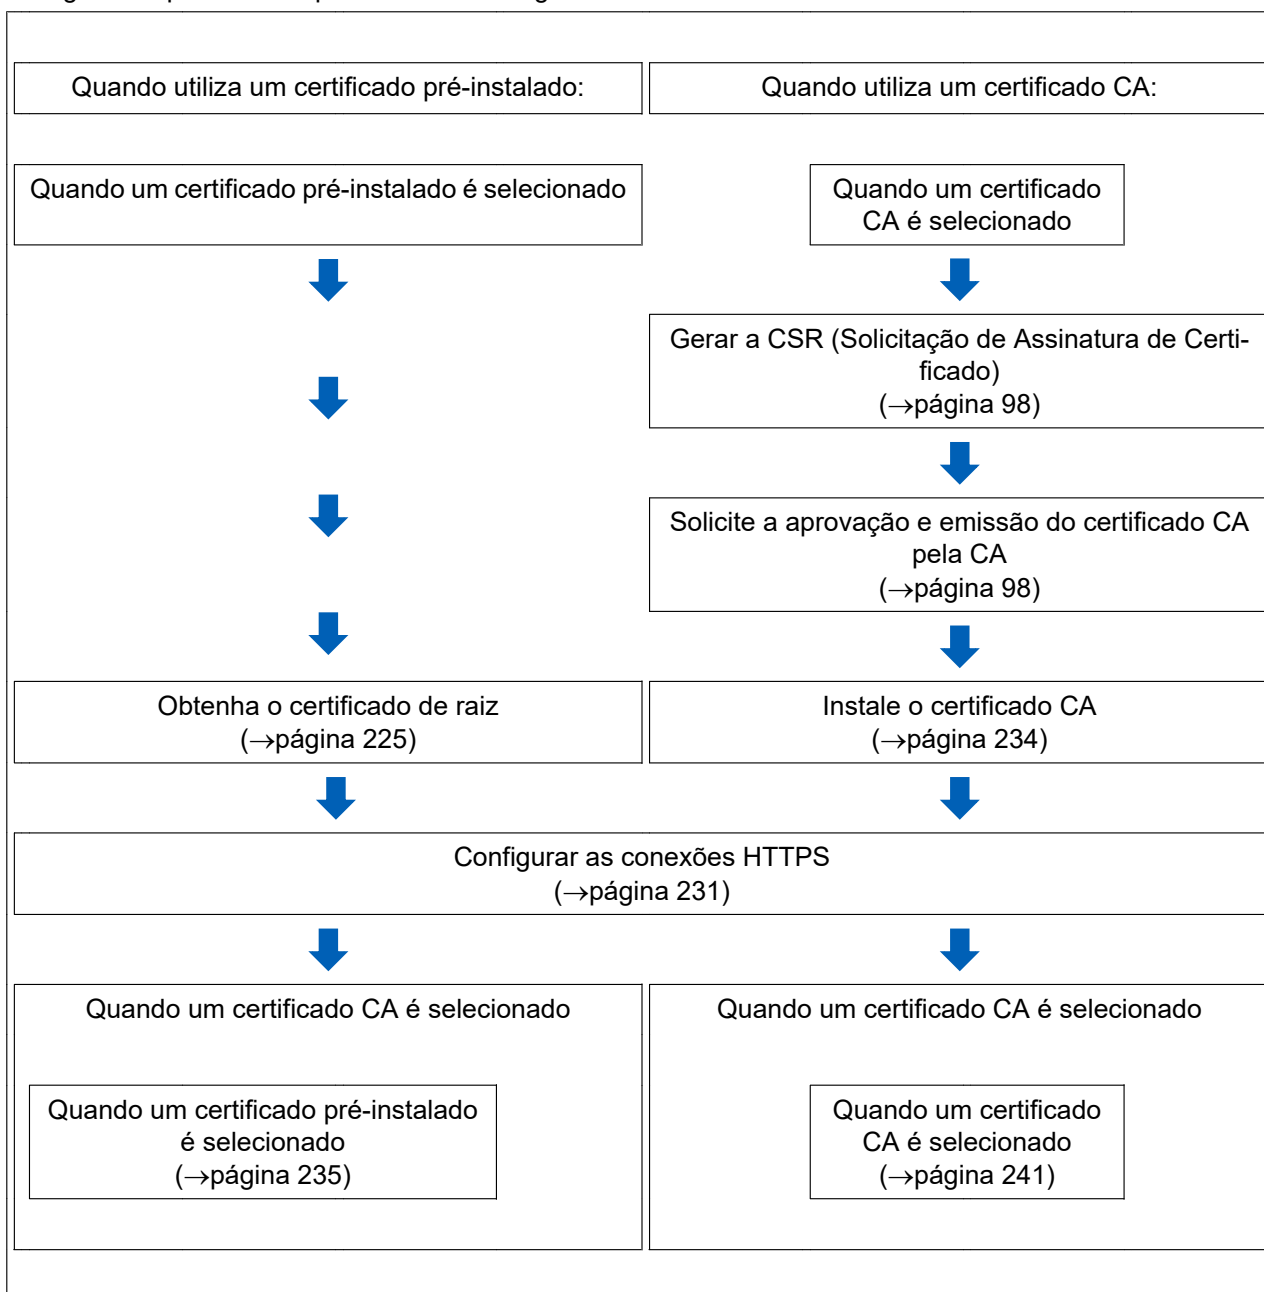 Quando utiliza um certificado pré-instalado:
Quando utiliza um certificado CA:
Quando um certificado pré-instalado é selecionado
Quando um certificado
CA é selecionado
Gerar a CSR (Solicitação de Assinatura de Certi-
ficado)
(→página 98)
Solicite a aprovação e emissão do certificado CA
pela CA
(→página 98)
Obtenha o certificado de raiz
(→página 225)
Instale o certificado CA
(→página 234)
Configurar as conexões HTTPS
(→página 231)
Quando um certificado CA é selecionado
Quando um certificado pré-instalado
é selecionado
(→página 235)
Quando um certificado CA é selecionado
Quando um certificado
CA é selecionado
(→página 241)